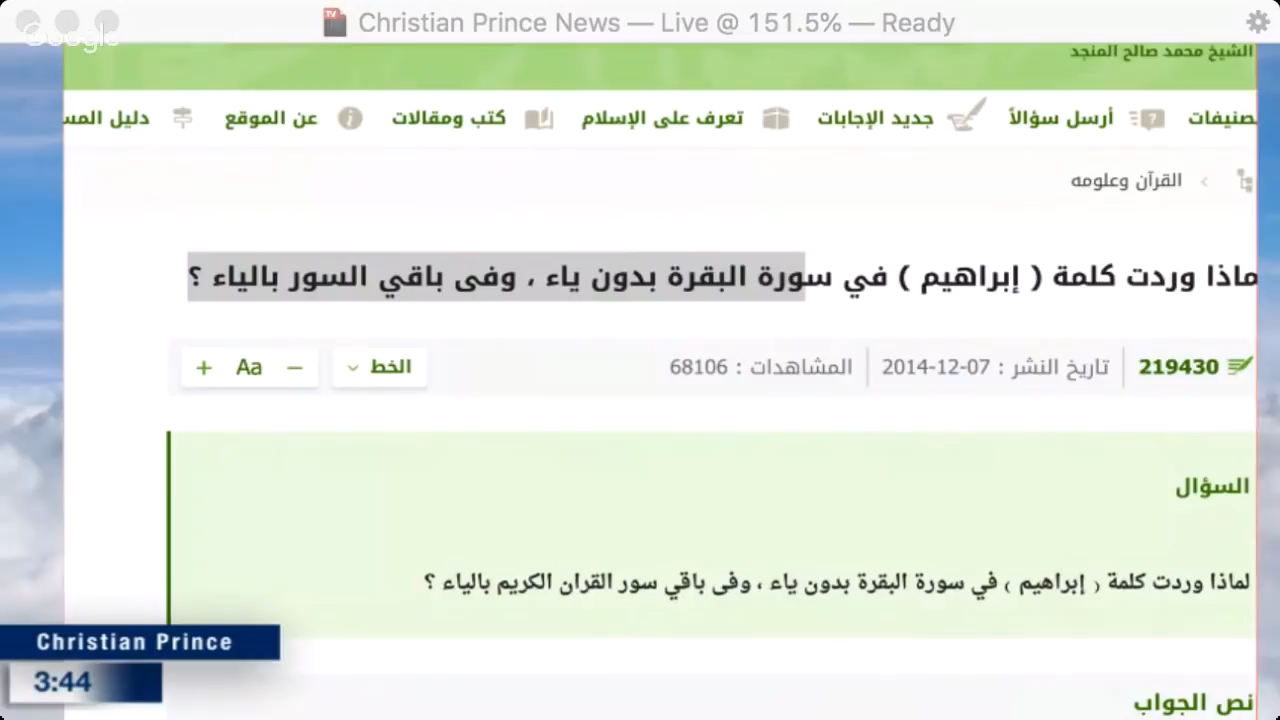 Christian Prince News — Live @ 151.5% — Ready
Google
الشيخ محمد صالح المنجد
صنيفات
أرسل سؤالاً
جديد الإجابات
تعرف على الإسلام
كتب ومقالات
عن الموقع
دليل المس
القرآن وعلومه
ماذا وردت كلمة ( إبراهيم ) في سورة البقرة بدون ياء ، وفى باقي السور بالياء ؟
219430
تاريخ النشر : 07-12-2014
المشاهدات : 68106
الخط
− Aa +
السؤال
لماذا وردت كلمة ( إبراهيم ) في سورة البقرة بدون ياء ، وفى باقي سور القران الكريم بالياء ؟
نص الجواب
Christian Prince
3:44